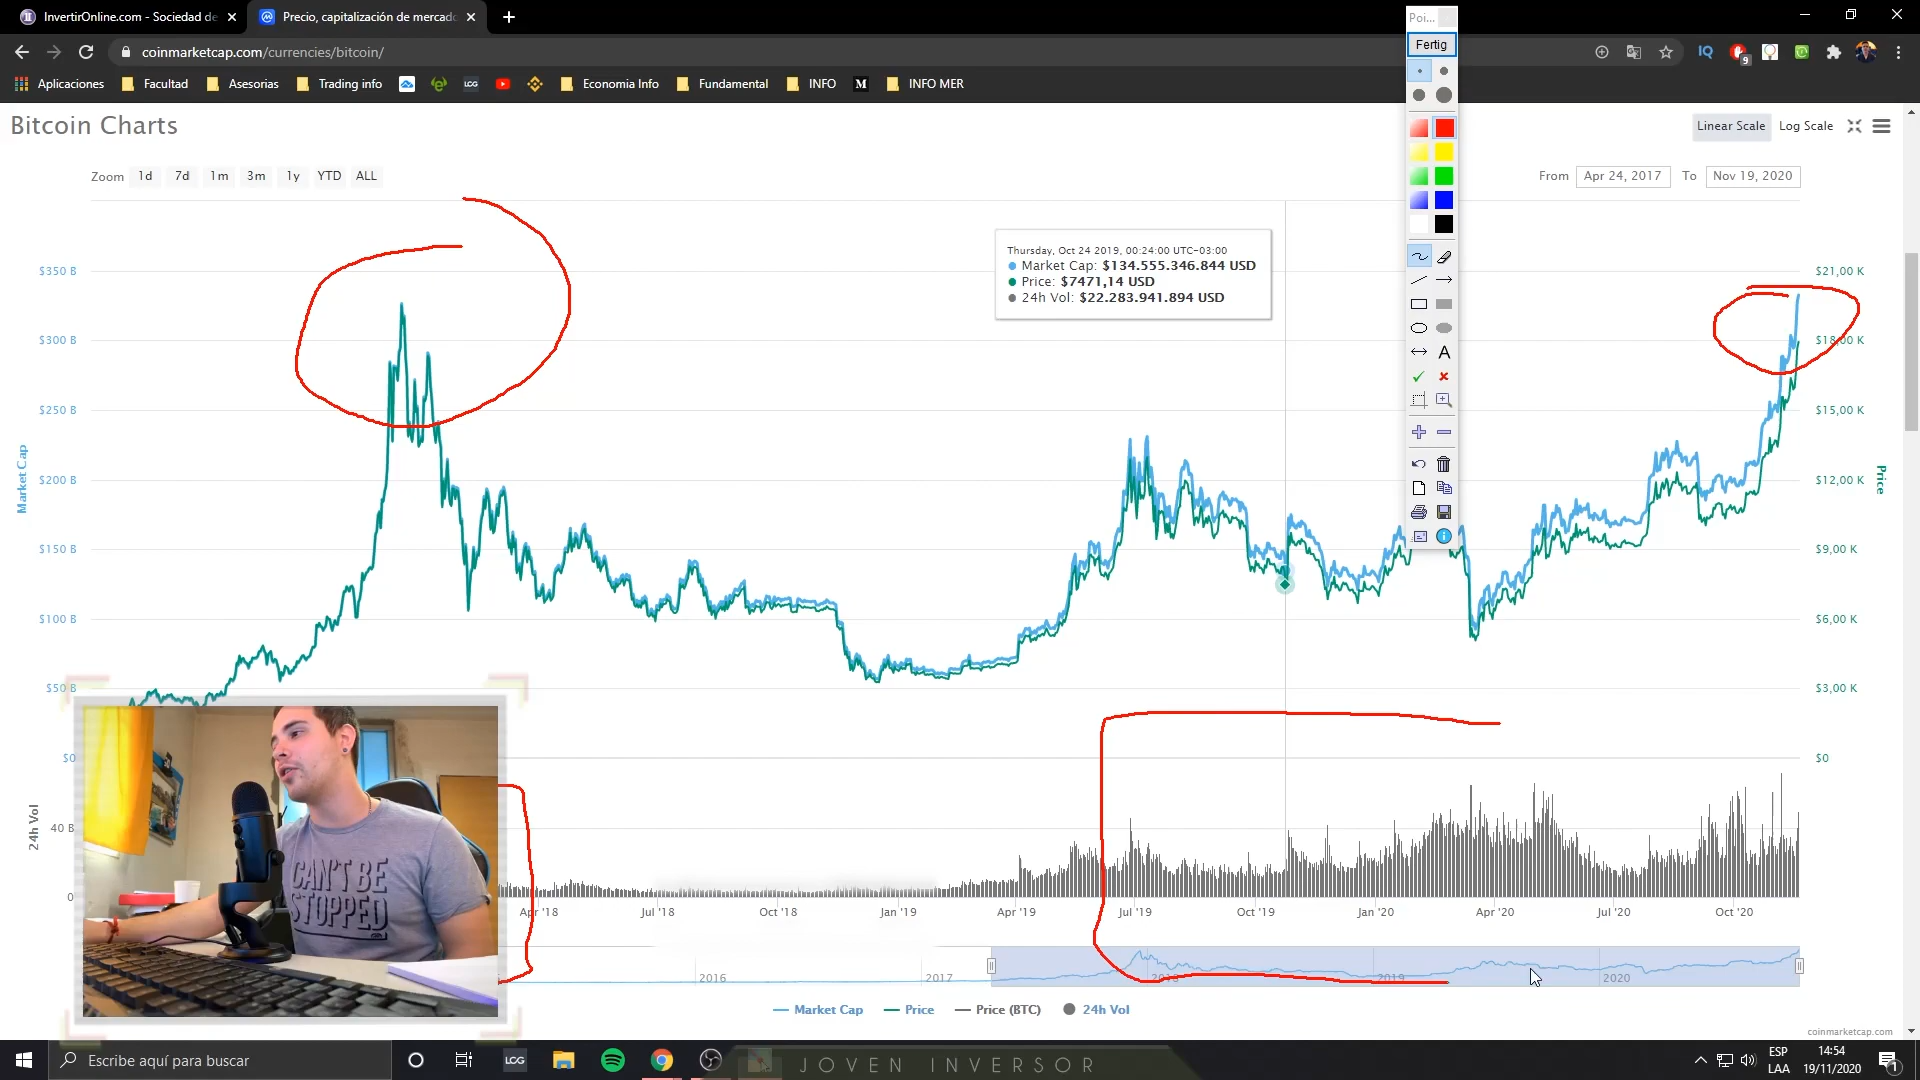 InvertirOnline.com - Sociedad de
Precio, capitalización de mercado
Poi...
coinmarketcap.com/currencies/bitcoin/
Fertig
IQ
9
Aplicaciones
Facultad
Asesorias
Trading info
LCG
Economia Info
Fundamental
INFO
M
INFO MER
Bitcoin Charts
Linear Scale
Log Scale
Zoom 1d 7d 1m 3m 1y YTD ALL
From Apr 24, 2017 To Nov 19, 2020
Thursday, Oct 24 2019, 00:24:00 UTC-03:00
Market Cap: $134.555.346.844 USD
Price: $7471,14 USD
24h Vol: $22.283.941.894 USD
A
$350 B
$300 B
$250 B
$200 B
$150 B
$100 B
$50 B
$0
Market Cap
$21,00 K
$18,00 K
$15,00 K
$12,00 K
$9,00 K
$6,00 K
$3,00 K
$0
Price
24h Vol
40 B
0
CAN'T BE
STOPPED
Apr '18 Jul '18 Oct '18 Jan '19 Apr '19 Jul '19 Oct '19 Jan '20 Apr '20 Jul '20 Oct '20
2016 2017 2018 2019 2020
Market Cap Price Price (BTC) 24h Vol
coinmarketcap.com
Escribe aquí para buscar
LCG
JOVEN INVERSOR
ESP
LAA
14:54
19/11/2020
1